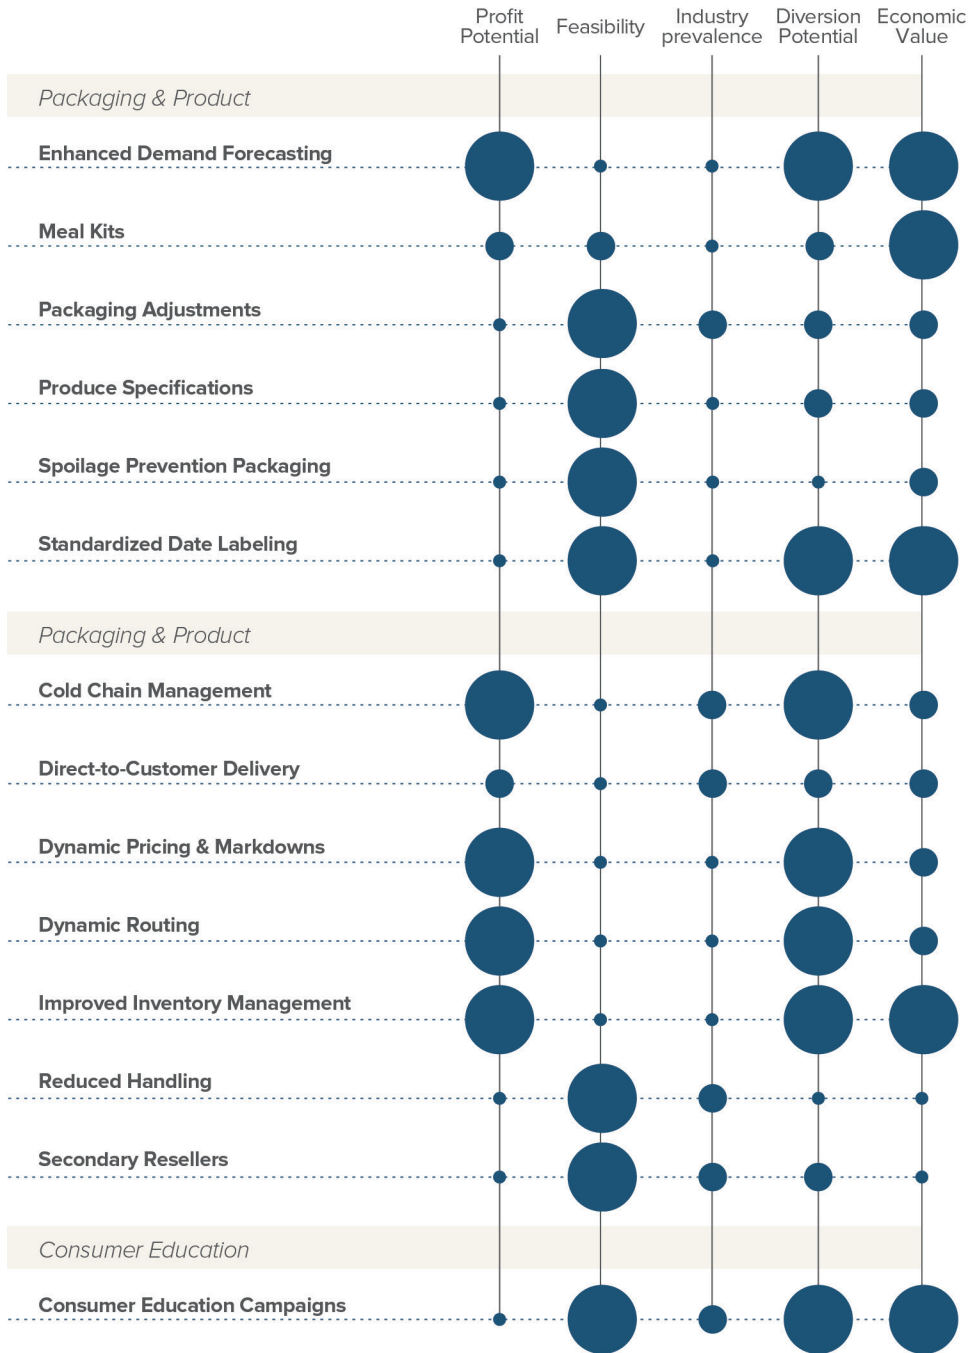 Profit
Potential
Feasibility
Industry
prevalence
Diversion
Potential
Economic
Value
Packaging & Product
Enhanced Demand Forecasting
Meal Kits
Packaging Adjustments
Produce Specifications
Spoilage Prevention Packaging
Standardized Date Labeling
Packaging & Product
Cold Chain Management
Direct-to-Customer Delivery
Dynamic Pricing & Markdowns
Dynamic Routing
Improved Inventory Management
Reduced Handling
Secondary Resellers
Consumer Education
Consumer Education Campaigns